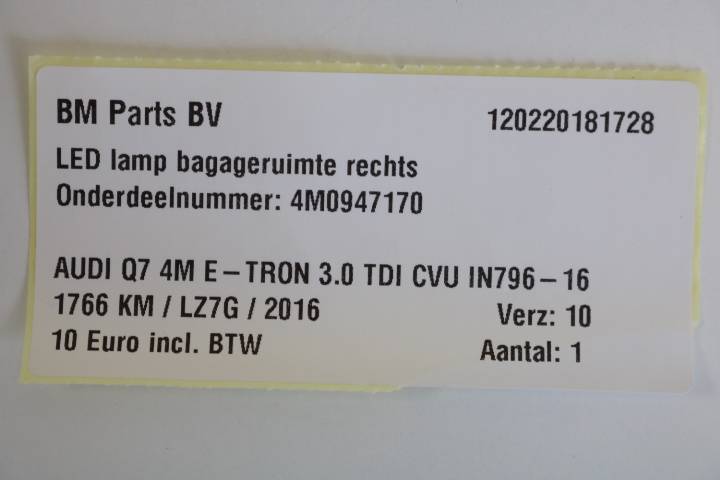 BM Parts BV 120220181728
LED lamp bagageruimte rechts
Onderdeelnummer: 4M0947170
AUDI Q7 4M E-TRON 3.0 TDI CVU IN796-16
1766 KM / LZ7G / 2016 Verz: 10
10 Euro incl. BTW Aantal: 1